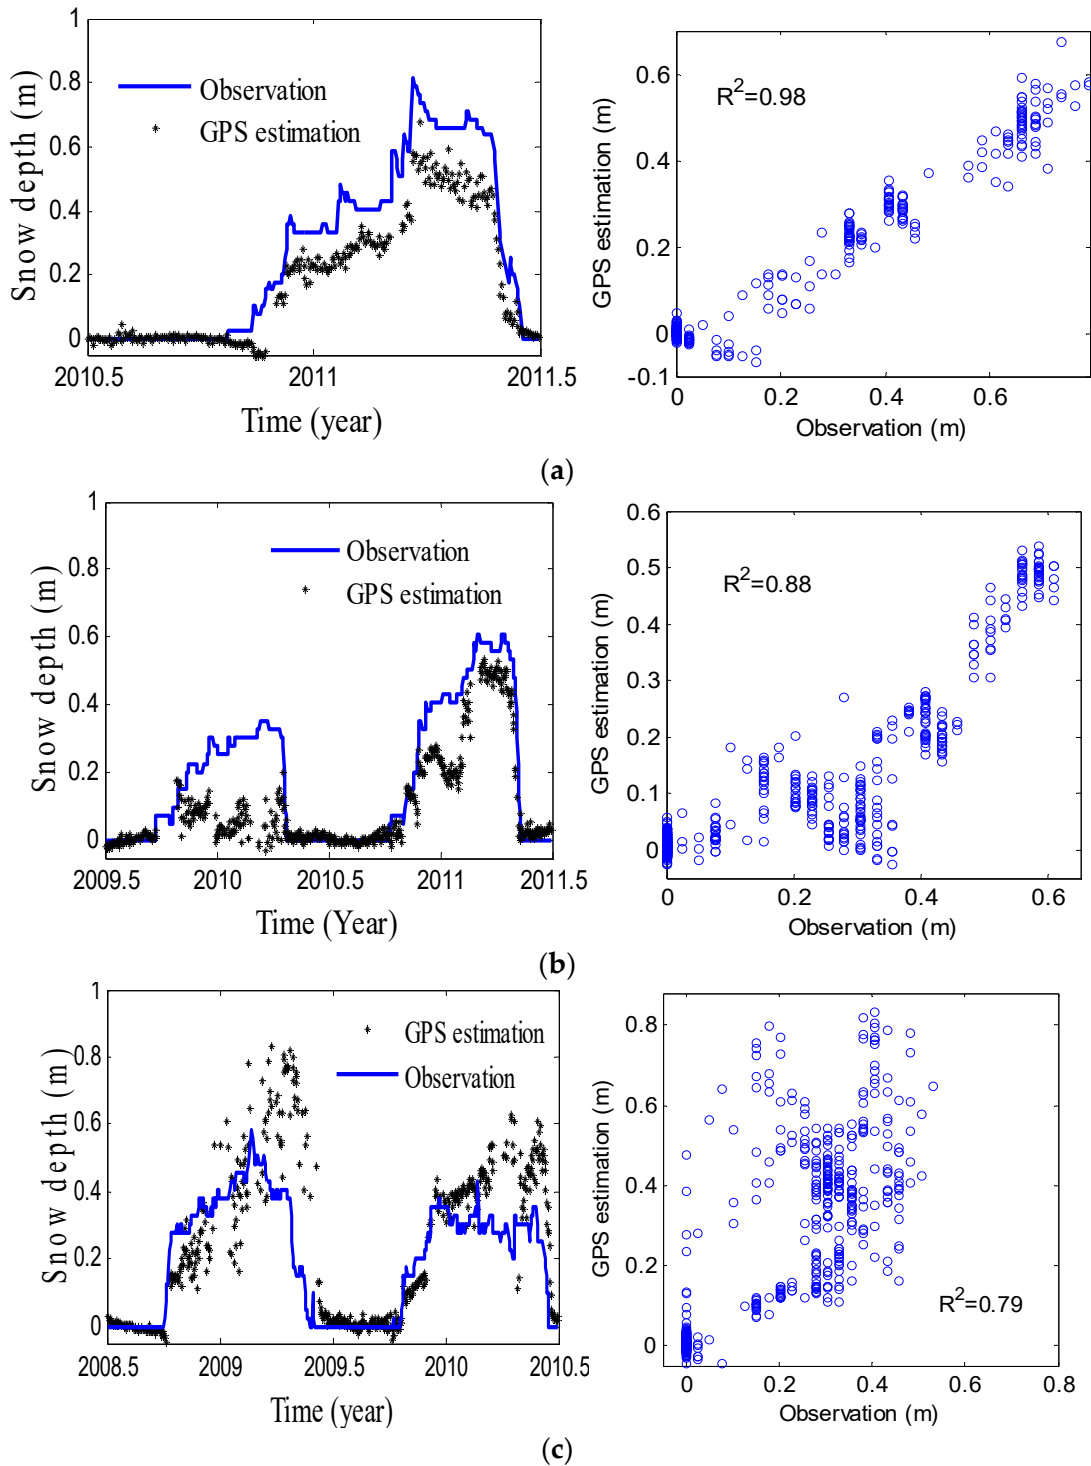 1
0.8
0.6
0.4
0.2
0
Snow depth (m)
Observation
GPS estimation
2010.5 2011 2011.5
Time (year)
0.6
0.4
0.2
0
-0.1
GPS estimation (m)
R2=0.98
0 0.2 0.4 0.6
Observation (m)
(a)
1
0.8
0.6
0.4
0.2
0
Snow depth (m)
Observation
GPS estimation
2009.5 2010 2010.5 2011 2011.5
Time (Year)
0.6
0.5
0.4
0.3
0.2
0.1
0
GPS estimation (m)
R2=0.88
0 0.2 0.4 0.6
Observation (m)
(b)
1
0.8
0.6
0.4
0.2
0
Snow depth (m)
GPS estimation
Observation
2008.5 2009 2009.5 2010 2010.5
Time (year)
0.8
0.6
0.4
0.2
0
GPS estimation (m)
R2=0.79
0 0.2 0.4 0.6 0.8
Observation (m)
(c)